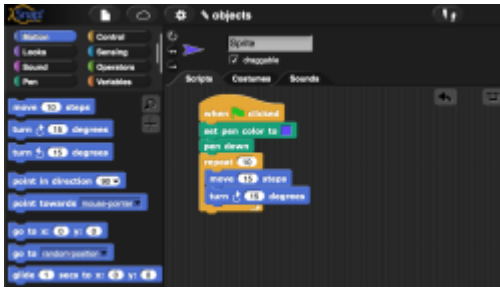 Snap!
objects
Motion
Control
Looks
Sensing
Sound
Operators
Pen
Variables
Sprite
draggable
Scripts Costumes Sounds
move 10 steps
turn 15 degrees
turn 15 degrees
point in direction 90
point towards mouse-pointer
go to x: 0 y: 0
go to random position
glide 1 secs to x: 0 y: 0
when clicked
set pen color to
pen down
repeat 10
move 15 steps
turn 15 degrees